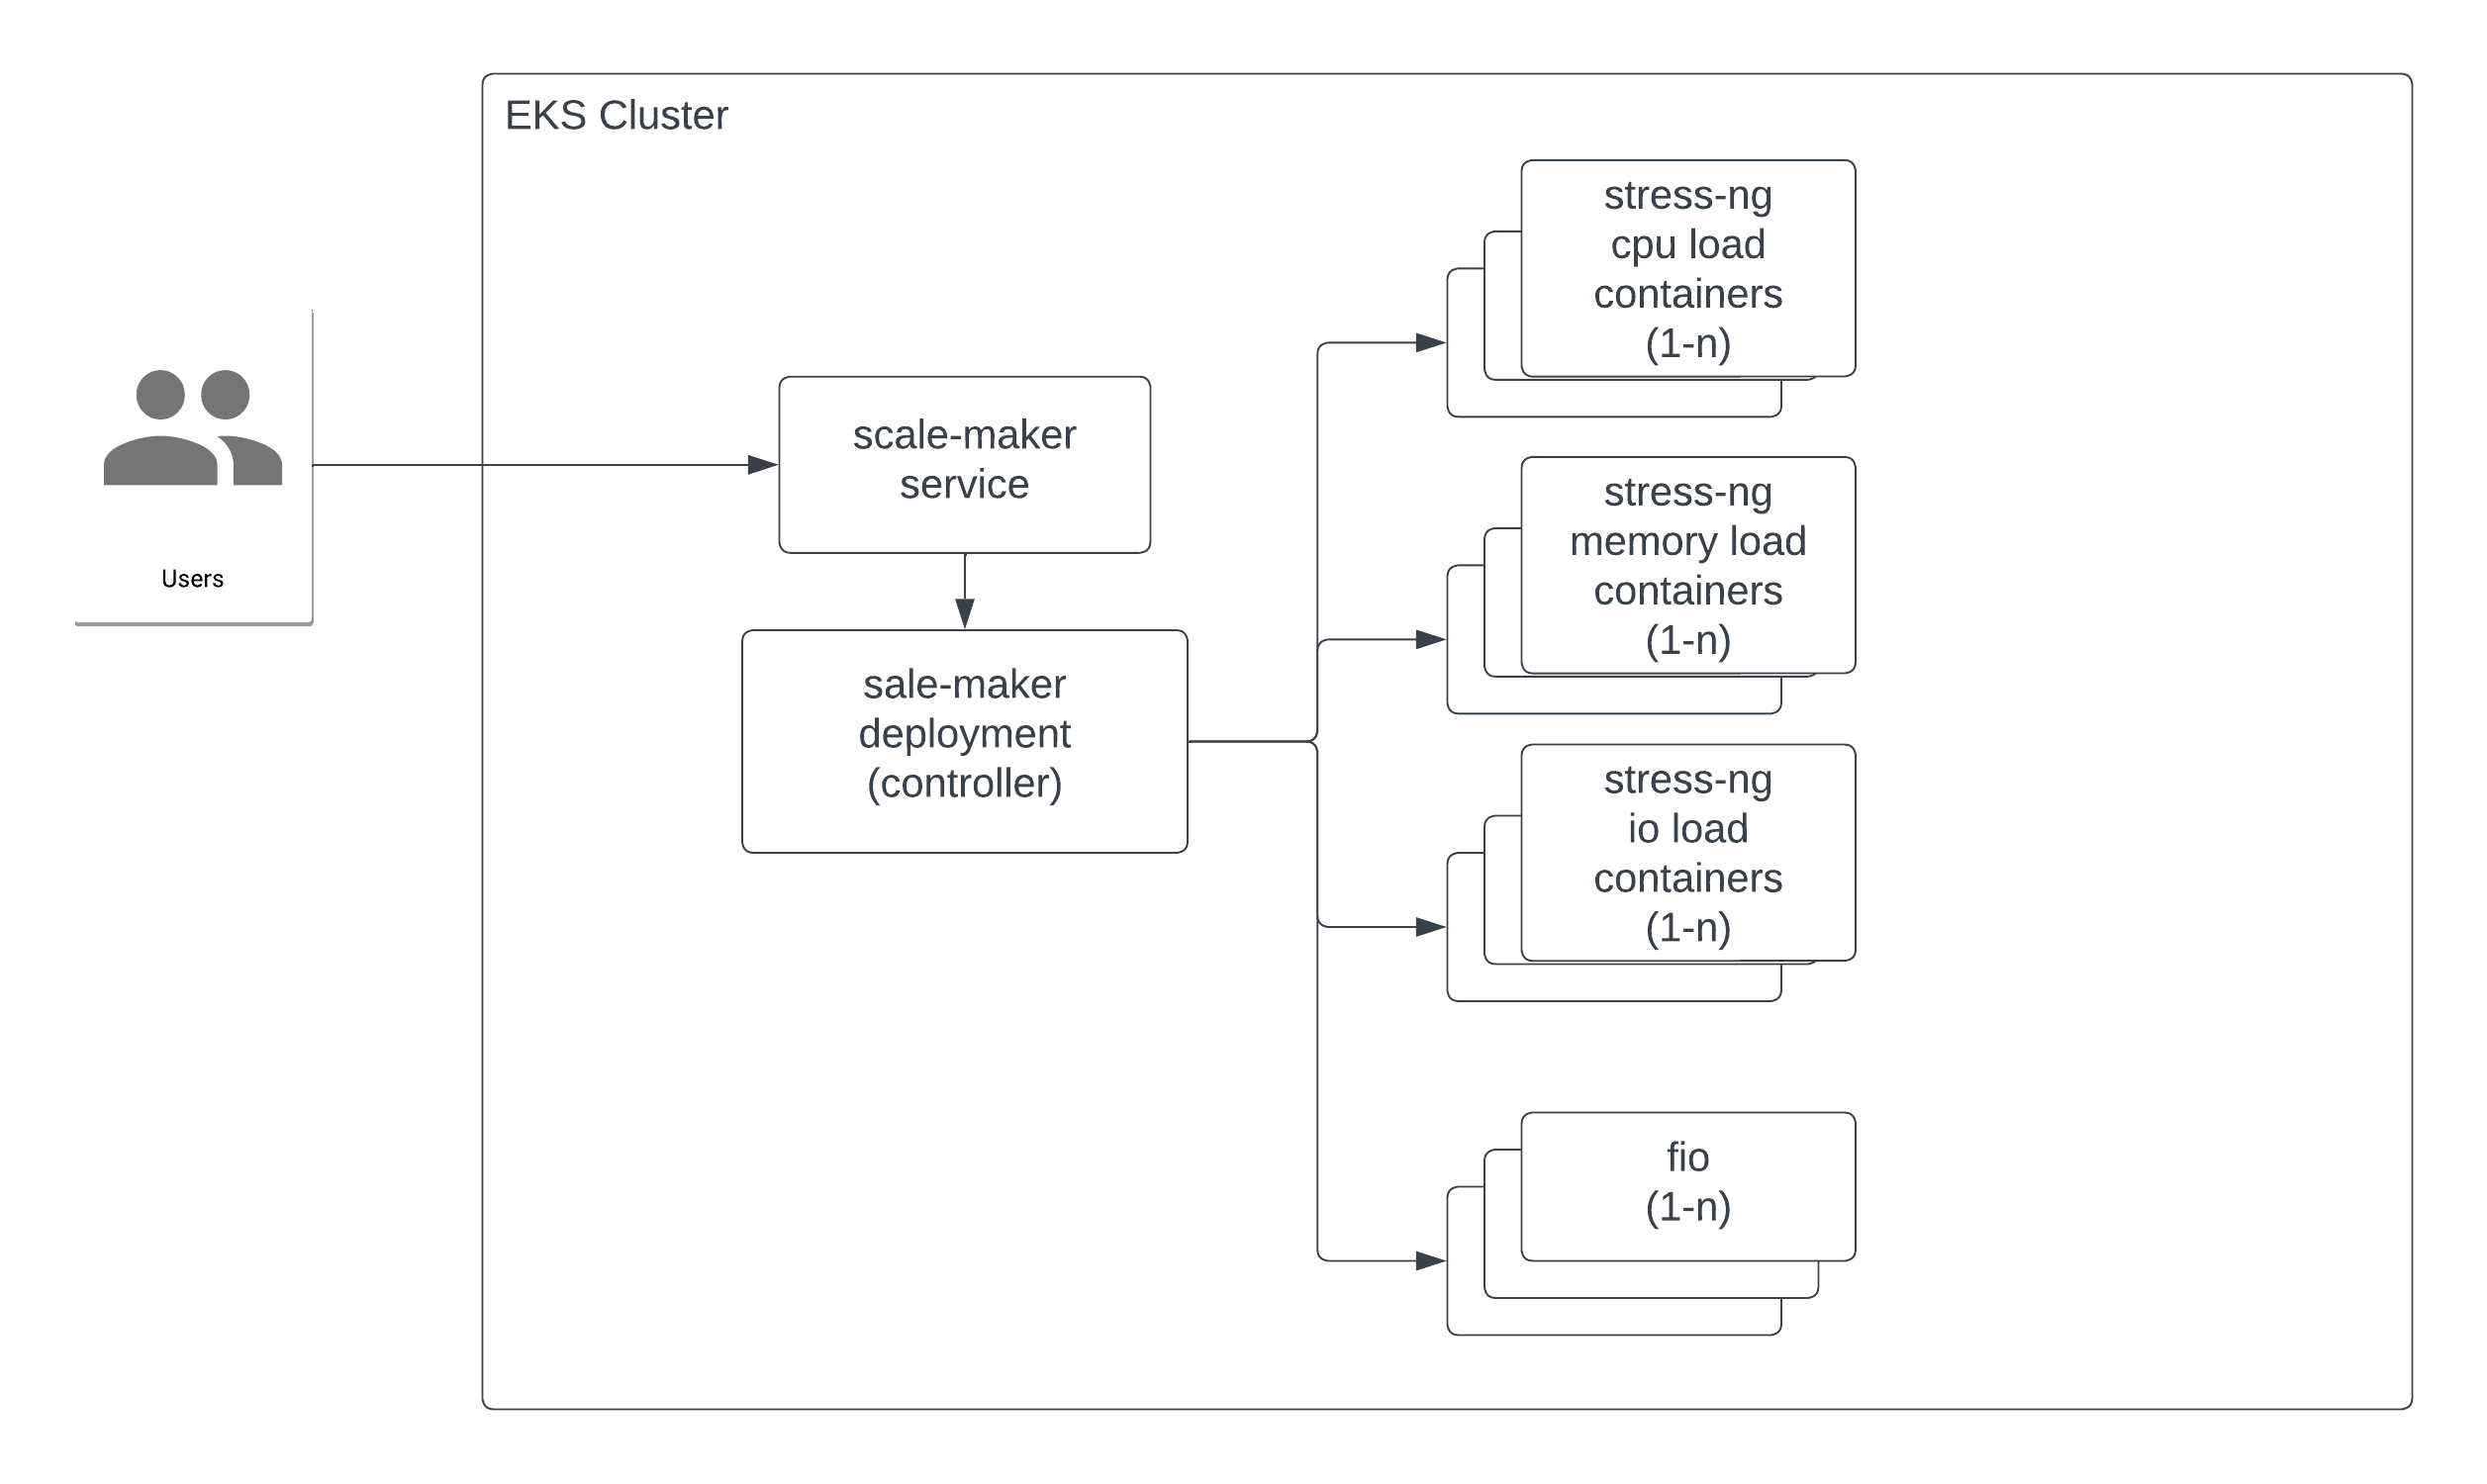 EKS Cluster
Users
scale-maker
service
sale-maker
deployment
(controller)
stress-ng
cpu load
containers
(1-n)
stress-ng
memory load
containers
(1-n)
stress-ng
io load
containers
(1-n)
fio
(1-n)